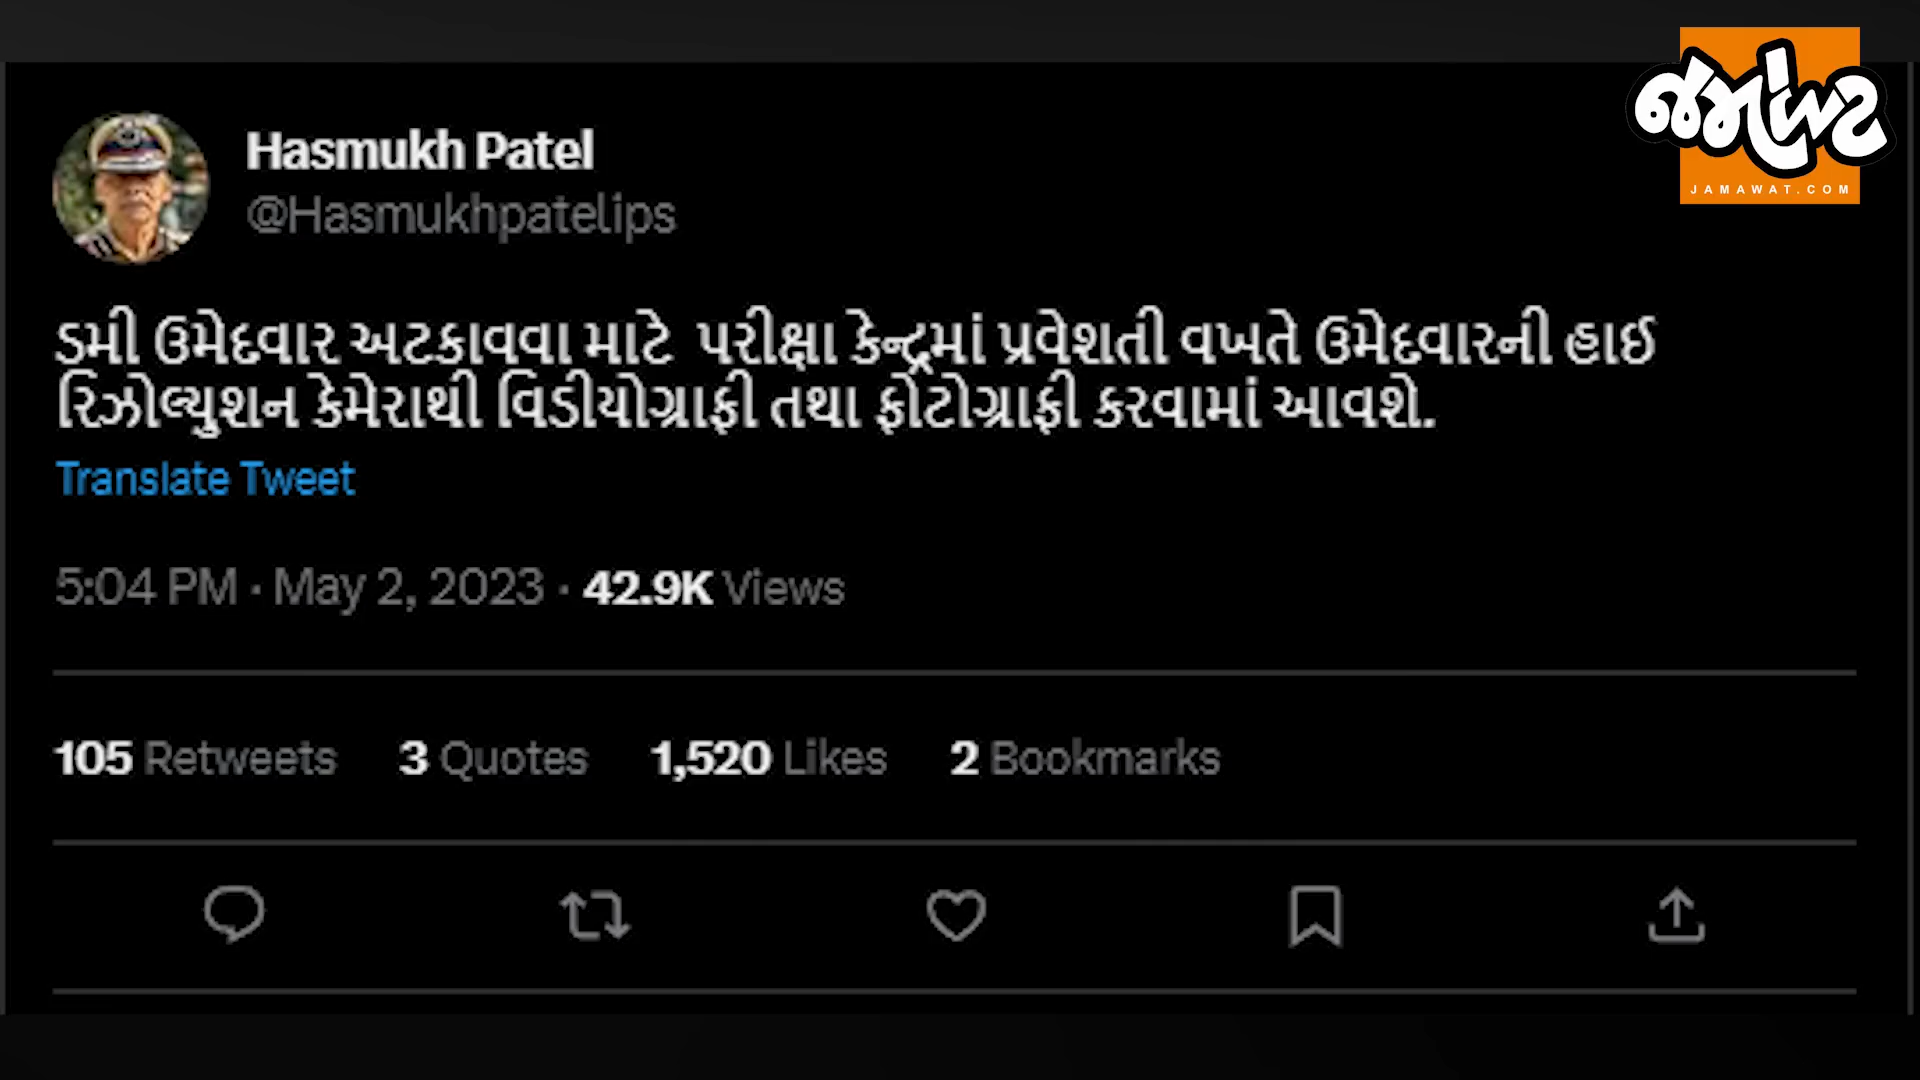 જમાવટ
JAMAWAT.COM
Hasmukh Patel
@Hasmukhpatelips
ડમી ઉમેદવાર અટકાવવા માટે  પરીક્ષા કેન્દ્રમાં પ્રવેશતી વખતે ઉમેદવારની હાઈ
રિઝોલ્યુશન કેમેરાથી વિડીયોગ્રાફી તથા ફોટોગ્રાફી કરવામાં આવશે.
Translate Tweet
5:04 PM · May 2, 2023 · 42.9K Views
105 Retweets 3 Quotes 1,520 Likes 2 Bookmarks